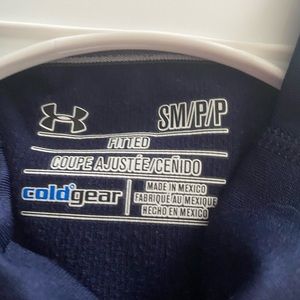 SM/P/P
FITTED
COUPE AJUSTÉE/CEÑIDO
coldgear
MADE IN MEXICO
FABRIQUÉ AU MEXIQUE
HECHO EN MEXICO